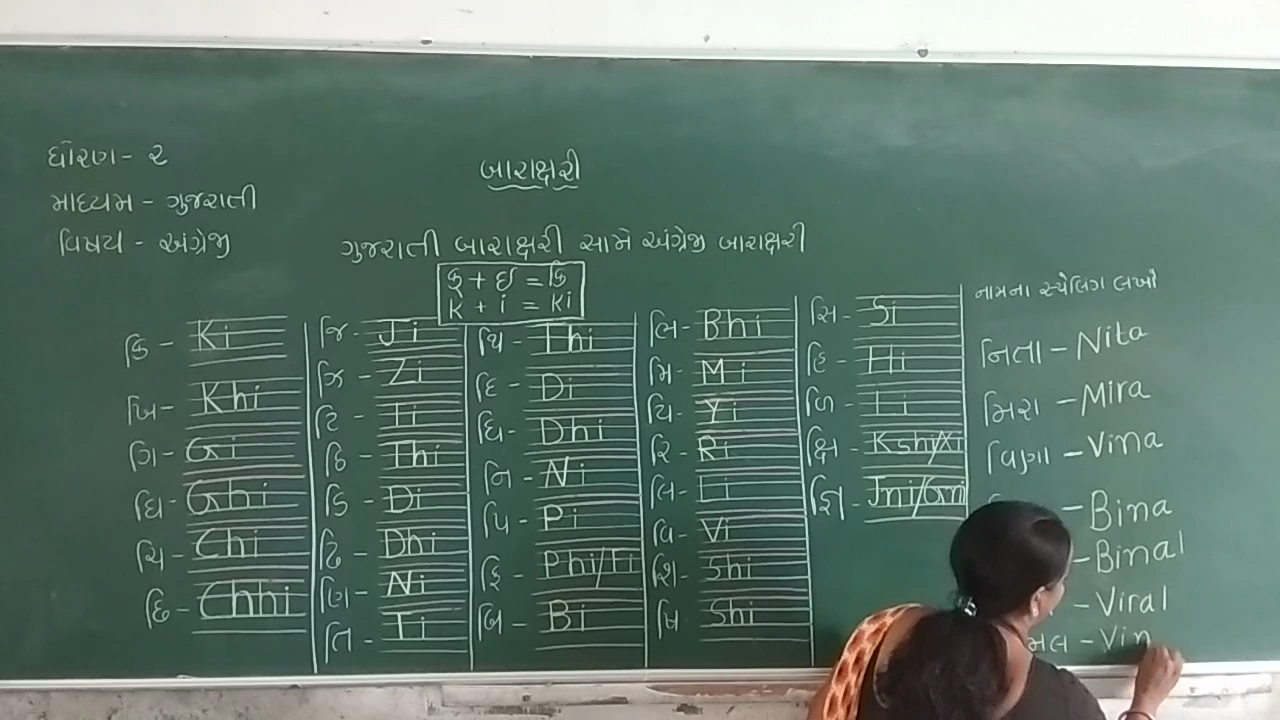 ધોરણ - ૨
માધ્યમ - ગુજરાતી
વિષય - અંગ્રેજી
બારાક્ષરી
ગુજરાતી બારાક્ષરી સામે અંગ્રેજી બારાક્ષરી
ક્ + ઇ = કિ
K + i = Ki
કિ - Ki
ખિ - Khi
ગિ - Gi
ઘિ - Ghi
ચિ - Chi
છિ - Chhi
જિ - Ji
ઝિ - Zi
ટિ - Ti
ઠિ - Thi
ડિ - Di
ઢિ - Dhi
ણિ - Ni
તિ - Ti
થિ - Thi
દિ - Di
ધિ - Dhi
નિ - Ni
પિ - Pi
ફિ - Phi/Fi
બિ - Bi
ભિ - Bhi
મિ - Mi
યિ - Yi
રિ - Ri
લિ - Li
વિ - Vi
શિ - Shi
ષિ - Shi
સિ - Si
હિ - Hi
ળિ - Li
ક્ષિ - Kshi/Xi
જ્ઞિ - Jni/Gni
નામના સ્પેલિંગ લખો
નિતા - Nita
મિરા - Mira
વિણા - Vina
- Bina
- Binal
- Viral
મલ - Vin